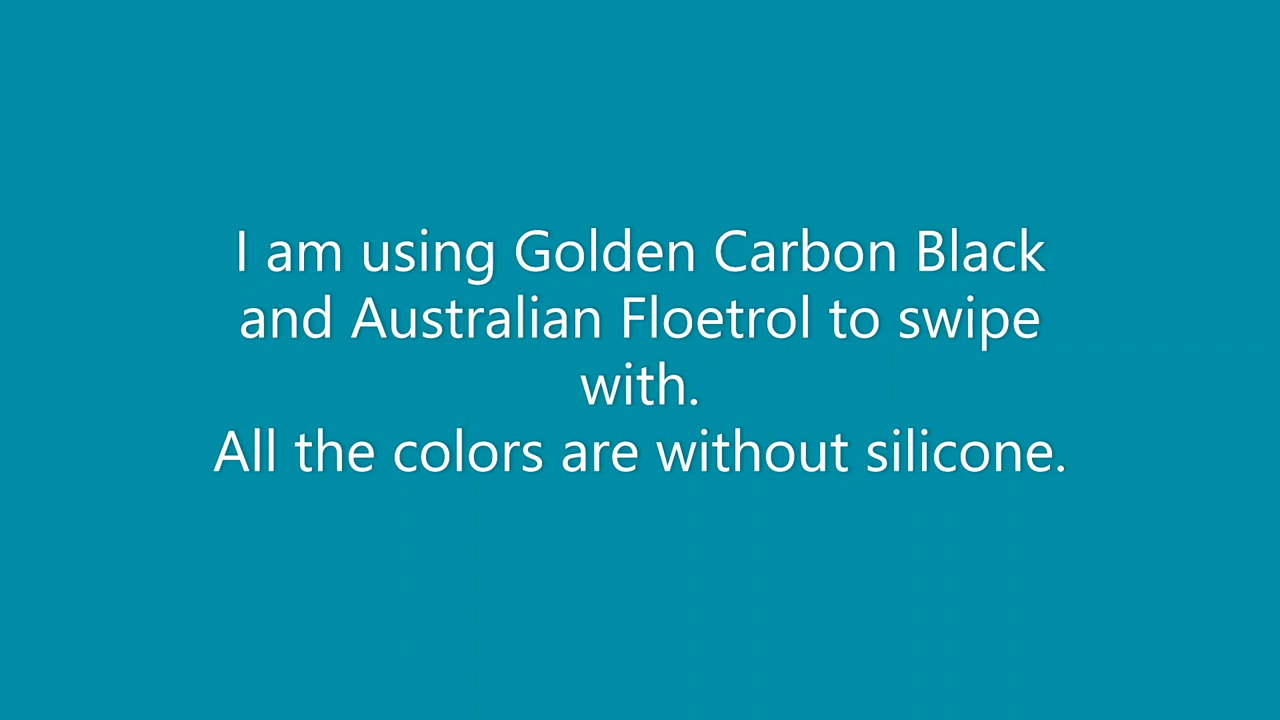 I am using Golden Carbon Black
and Australian Floetrol to swipe
with.
All the colors are without silicone.